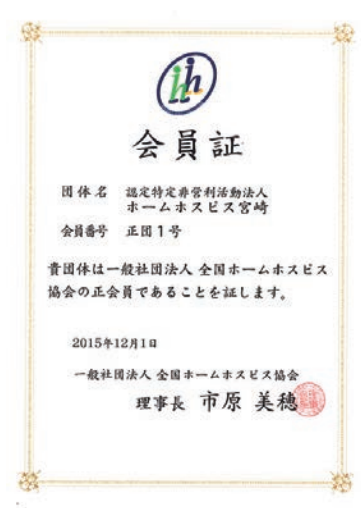 会員証
団体名 認定特定非営利活動法人
ホームホスピス宮崎
会員番号 正団1号
貴団体は一般社団法人 全国ホームホスピス
協会の正会員であることを証します。
2015年12月1日
一般社団法人 全国ホームホスピス協会
理事長 市原 美穗